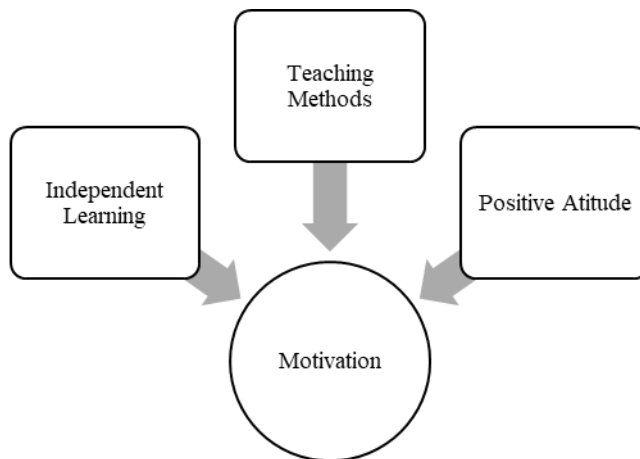 Teaching
Methods
Independent
Learning
Positive Atitude
Motivation